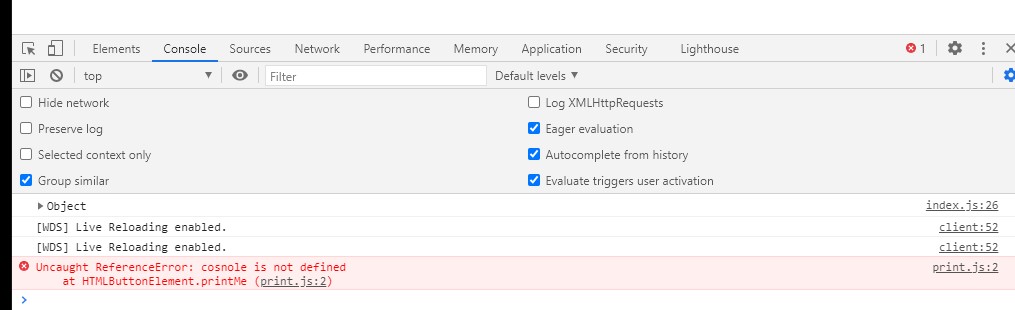 Elements Console Sources Network Performance Memory Application Security Lighthouse 1
top Filter Default levels
Hide network Log XMLHttpRequests
Preserve log Eager evaluation
Selected context only Autocomplete from history
Group similar Evaluate triggers user activation
Object index.js:26
[WDS] Live Reloading enabled. client:52
[WDS] Live Reloading enabled. client:52
Uncaught ReferenceError: cosnole is not defined print.js:2
at HTMLButtonElement.printMe (print.js:2)